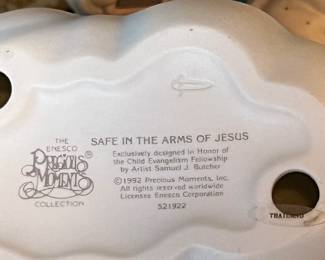 THE
ENESCO
PRECIOUS
MOMENTS®
COLLECTION
SAFE IN THE ARMS OF JESUS
Exclusively designed in Honor of
the Child Evangelism Fellowship
by Artist Samuel J. Butcher
©1992 Precious Moments, Inc.
All rights reserved worldwide
Licensee Enesco Corporation
521922
THAILAND